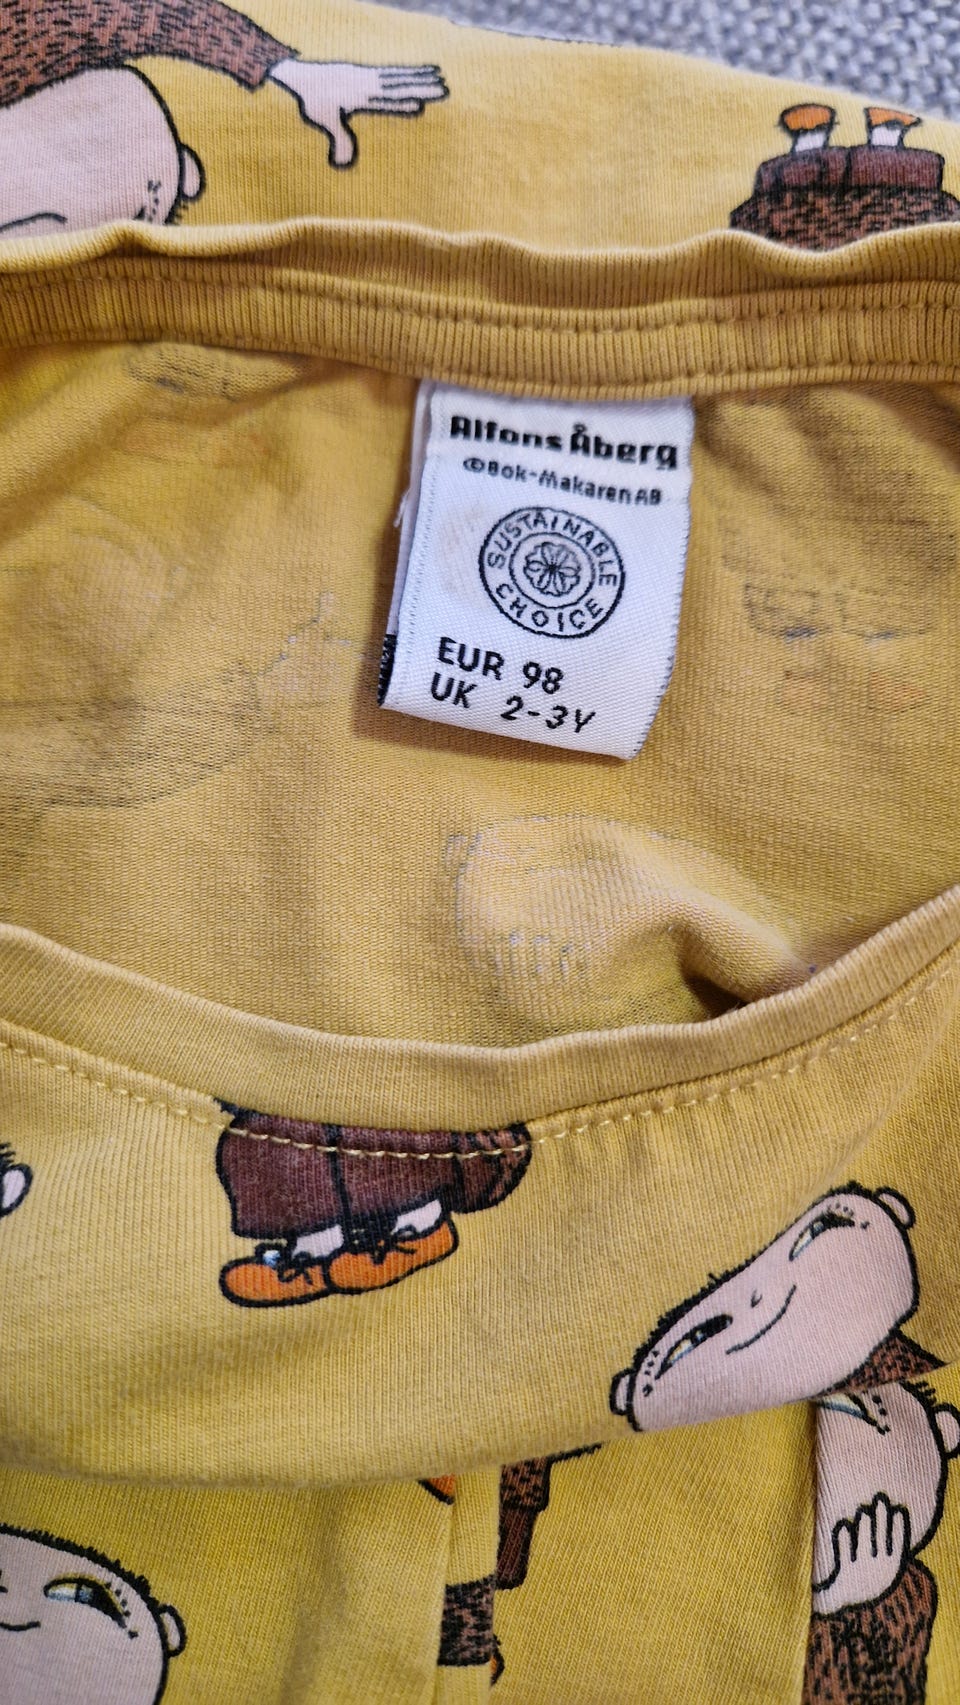 Alfons Åberg
©Bok-Makaren AB
SUSTAINABLE
CHOICE
EUR 98
UK 2-3Y